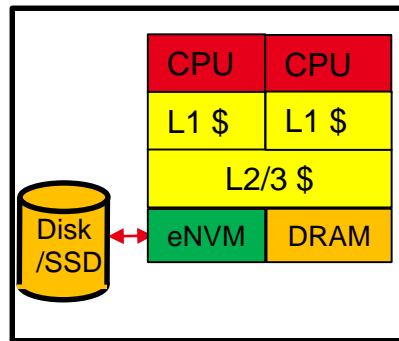 CPU CPU
L1 $ L1 $
L2/3 $
Disk
/SSD
eNVM DRAM